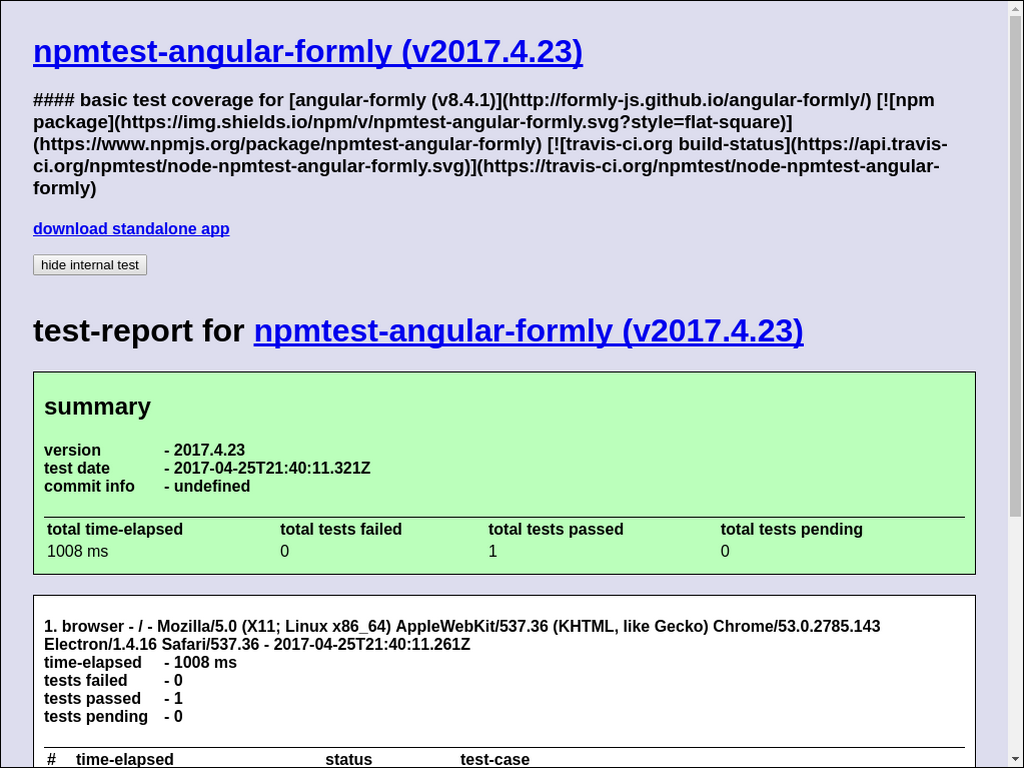 npmtest-angular-formly (v2017.4.23)
#### basic test coverage for [angular-formly (v8.4.1)](http://formly-js.github.io/angular-formly/) [![npm
package](https://img.shields.io/npm/v/npmtest-angular-formly.svg?style=flat-square)]
(https://www.npmjs.org/package/npmtest-angular-formly) [![travis-ci.org build-status](https://api.travis-
ci.org/npmtest/node-npmtest-angular-formly.svg)](https://travis-ci.org/npmtest/node-npmtest-angular-
formly)
download standalone app
hide internal test
test-report for npmtest-angular-formly (v2017.4.23)
summary
version - 2017.4.23
test date - 2017-04-25T21:40:11.321Z
commit info - undefined
total time-elapsed total tests failed total tests passed total tests pending
1008 ms 0 1 0
1. browser - / - Mozilla/5.0 (X11; Linux x86_64) AppleWebKit/537.36 (KHTML, like Gecko) Chrome/53.0.2785.143
Electron/1.4.16 Safari/537.36 - 2017-04-25T21:40:11.261Z
time-elapsed - 1008 ms
tests failed - 0
tests passed - 1
tests pending - 0
# time-elapsed status test-case